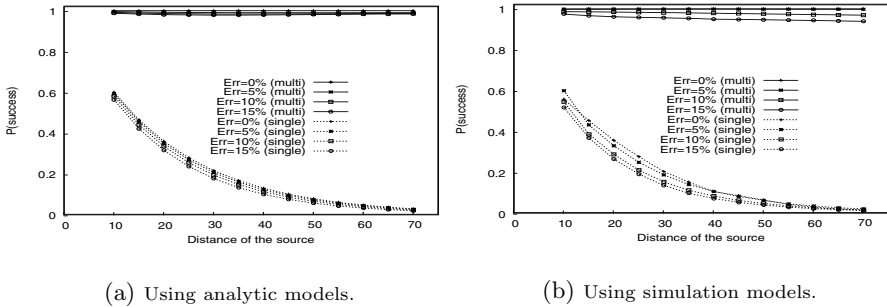 1
0.8
0.6
0.4
0.2
0
P(success)
Err=0% (multi)
Err=5% (multi)
Err=10% (multi)
Err=15% (multi)
Err=0% (single)
Err=5% (single)
Err=10% (single)
Err=15% (single)
0 10 20 30 40 50 60 70
Distance of the source
(a) Using analytic models.
1
0.8
0.6
0.4
0.2
0
P(success)
Err=0% (multi)
Err=5% (multi)
Err=10% (multi)
Err=15% (multi)
Err=0% (single)
Err=5% (single)
Err=10% (single)
Err=15% (single)
0 10 20 30 40 50 60 70
Distance of the source
(b) Using simulation models.